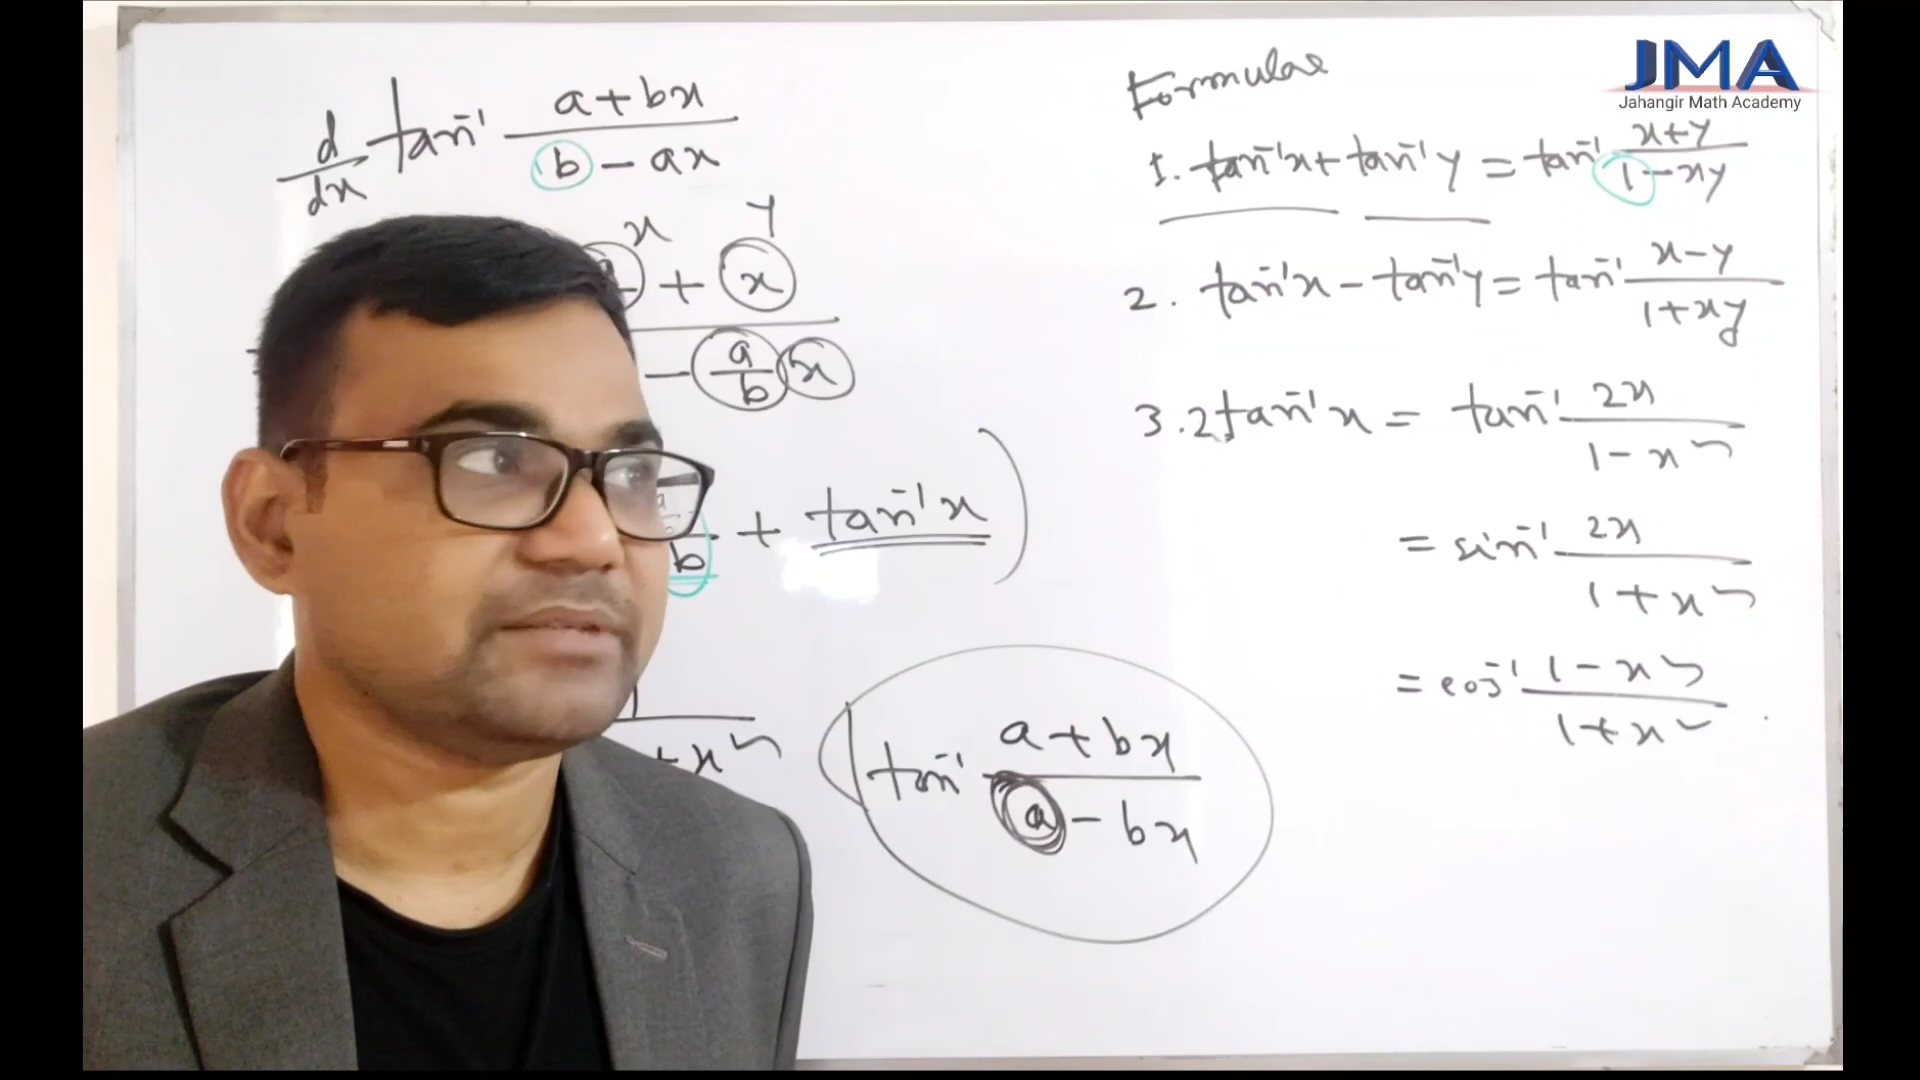 d/dx tan⁻¹ (a+bx)/(b-ax)
x y
+ x
- a/b x
b + tan⁻¹x )
+x²
tan⁻¹ (a+bx)/(a-bx)
JMA
Jahangir Math Academy
Formulae
1. tan⁻¹x + tan⁻¹y = tan⁻¹ (x+y)/(1-xy)
2. tan⁻¹x - tan⁻¹y = tan⁻¹ (x-y)/(1+xy)
3. 2tan⁻¹x = tan⁻¹ 2x/(1-x²)
= sin⁻¹ 2x/(1+x²)
= cos⁻¹ (1-x²)/(1+x²)